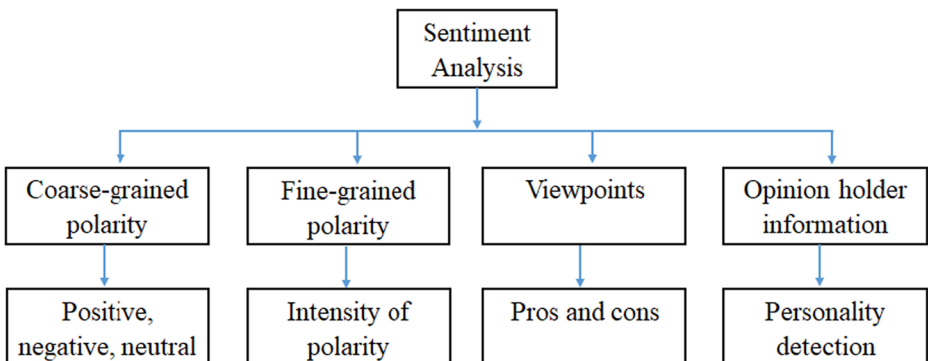 Sentiment
Analysis
Coarse-grained
polarity
Fine-grained
polarity
Viewpoints
Opinion holder
information
Positive,
negative, neutral
Intensity of
polarity
Pros and cons
Personality
detection